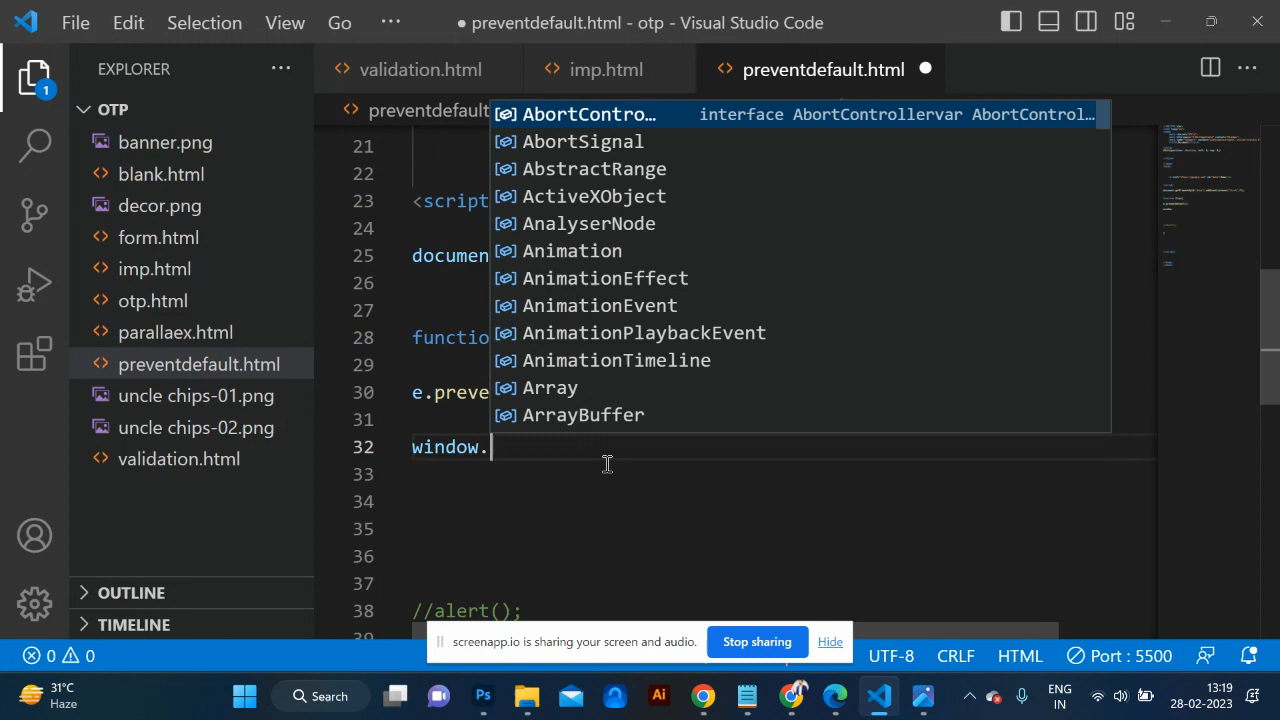 File Edit Selection View Go ··· ● preventdefault.html - otp - Visual Studio Code
EXPLORER ···
validation.html
imp.html
preventdefault.html ●
1
OTP
banner.png
blank.html
decor.png
form.html
imp.html
otp.html
parallaex.html
preventdefault.html
uncle chips-01.png
uncle chips-02.png
validation.html
OUTLINE
TIMELINE
preventdefault
AbortContro… interface AbortControllervar AbortControl…
AbortSignal
AbstractRange
ActiveXObject
AnalyserNode
Animation
AnimationEffect
AnimationEvent
AnimationPlaybackEvent
AnimationTimeline
Array
ArrayBuffer
21
22
23 <script
24
25 documen
26
27
28 functio
29
30 e.preve
31
32 window.
33
34
35
36
37
38 //alert();
screenapp.io is sharing your screen and audio. Stop sharing Hide
0 0 UTF-8 CRLF HTML Port : 5500
31°C
Haze
Search
Ps
Ai
ENG
IN
13:19
28-02-2023